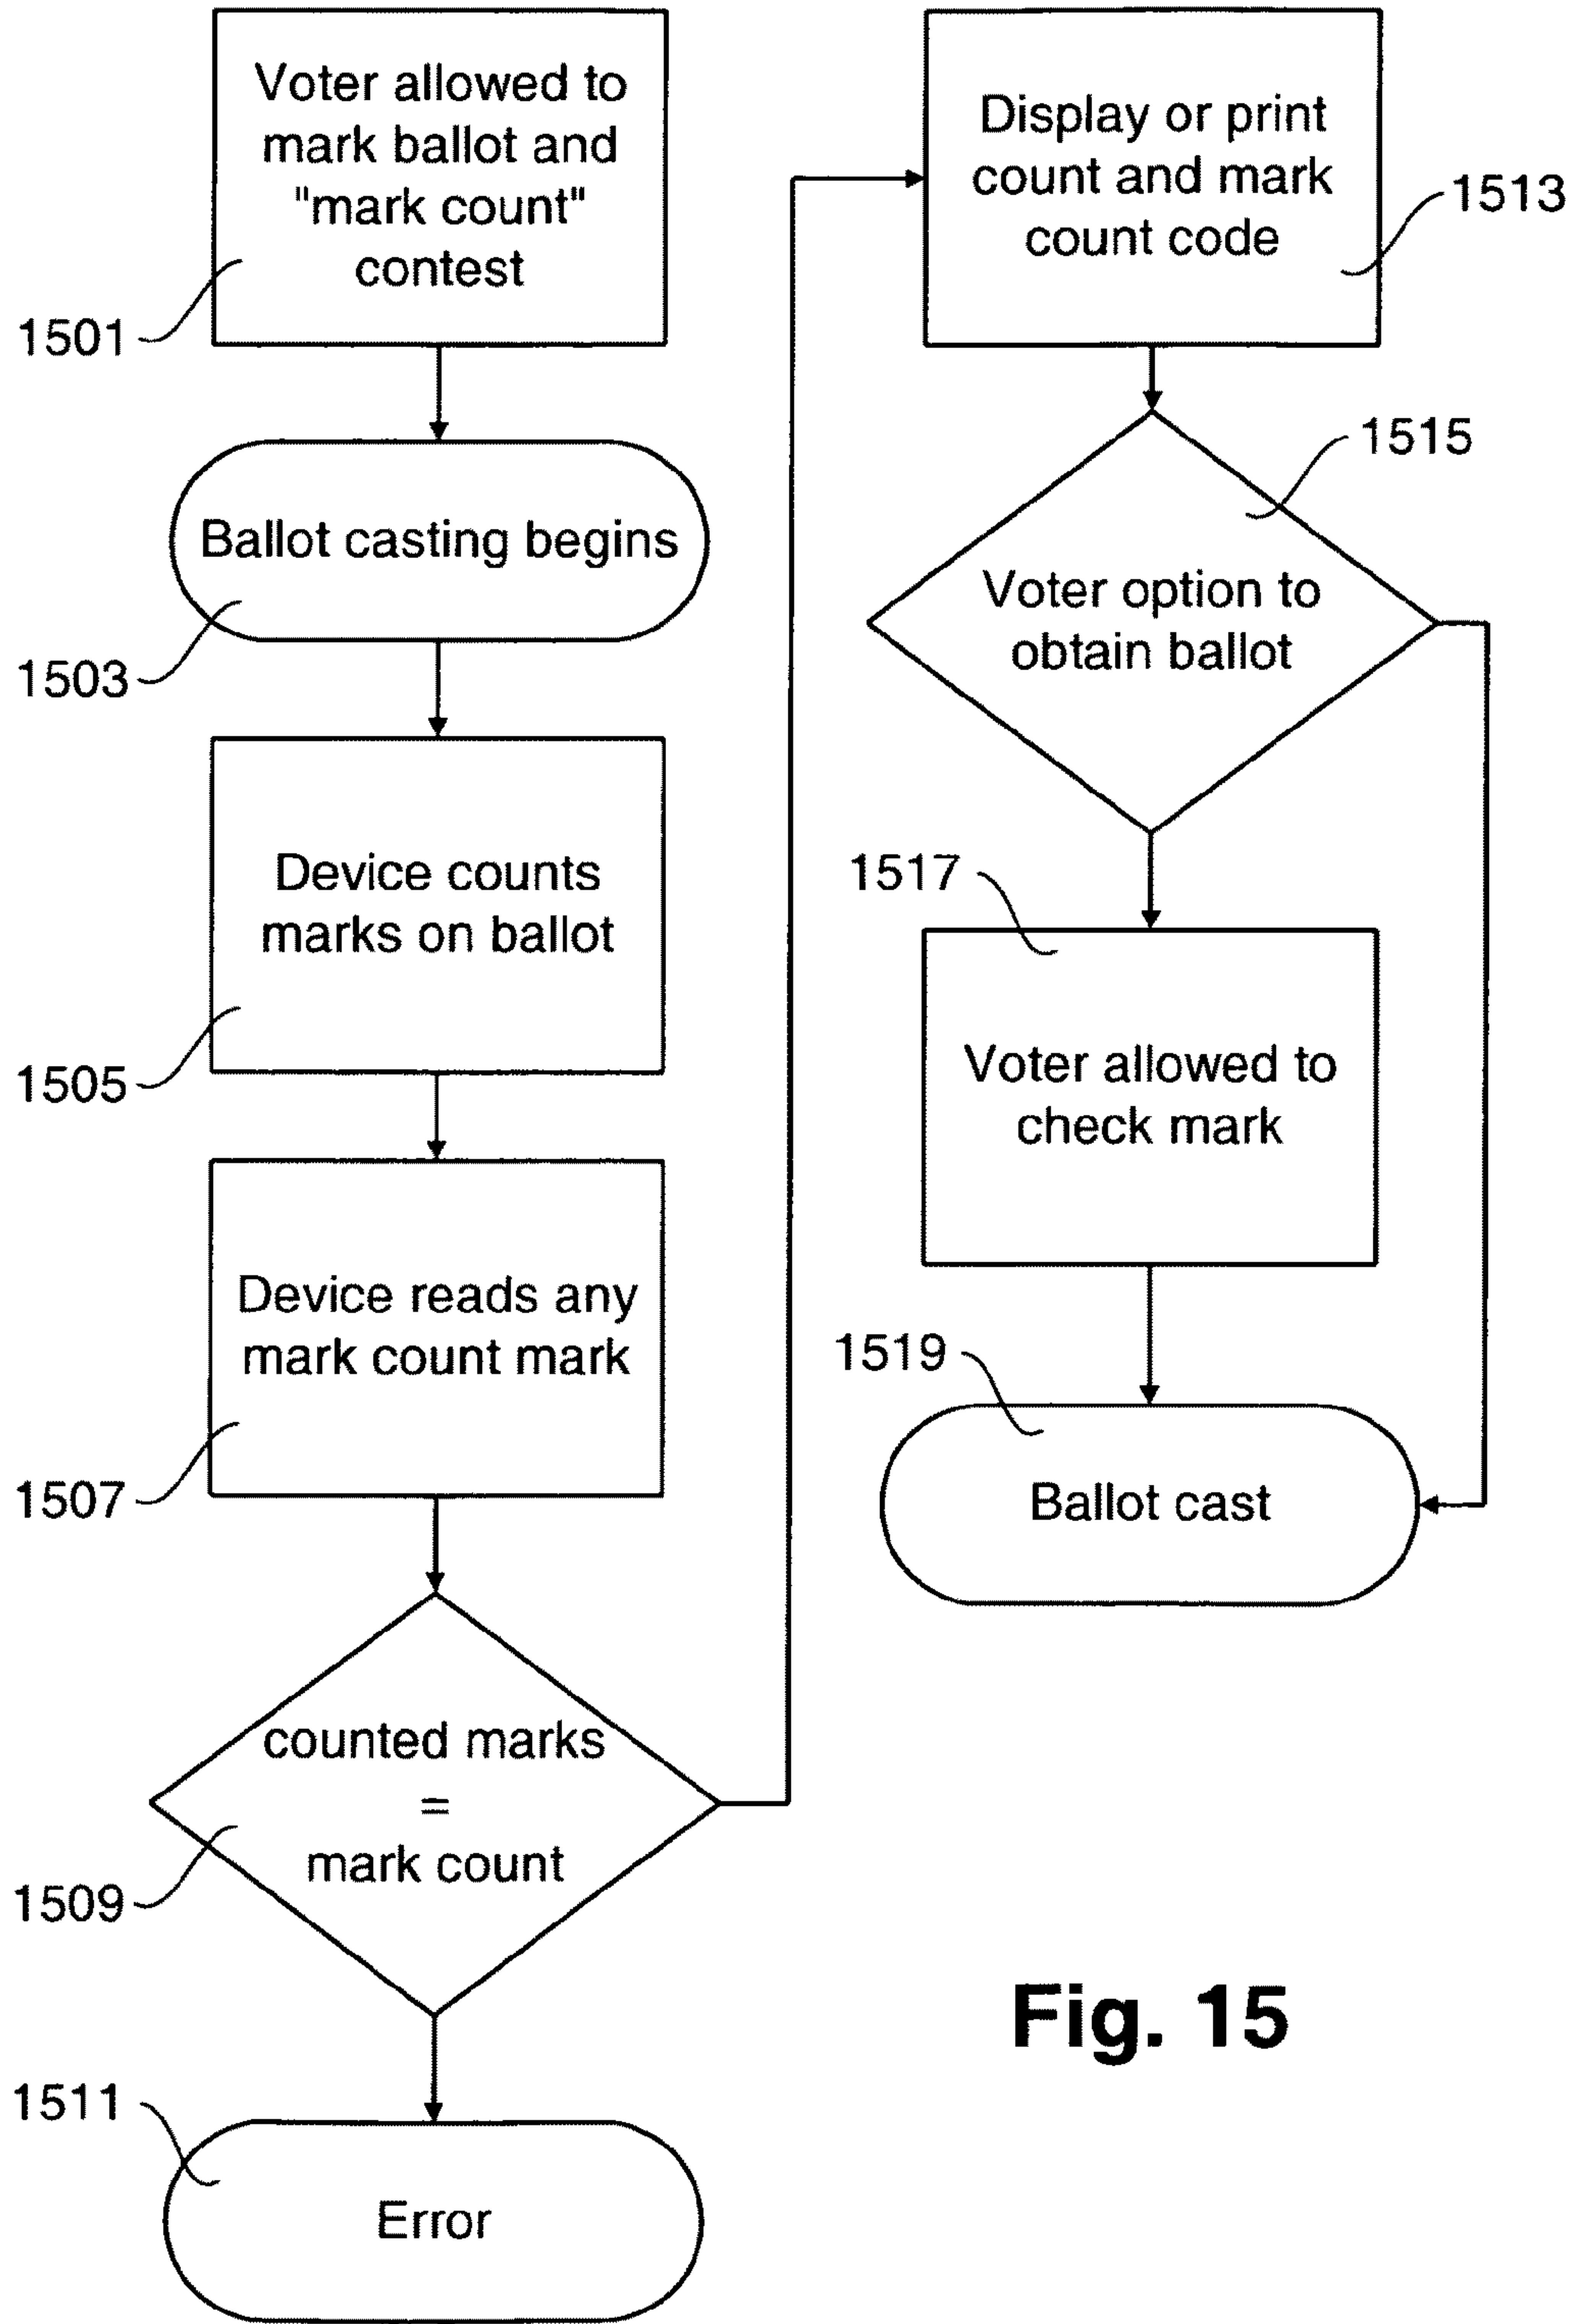 Voter allowed to
mark ballot and
"mark count"
contest
1501
Ballot casting begins
1503
Device counts
marks on ballot
1505
Device reads any
mark count mark
1507
counted marks
=
mark count
1509
1511
Error
Display or print
count and mark
count code
1513
1515
Voter option to
obtain ballot
1517
Voter allowed to
check mark
1519
Ballot cast
Fig. 15